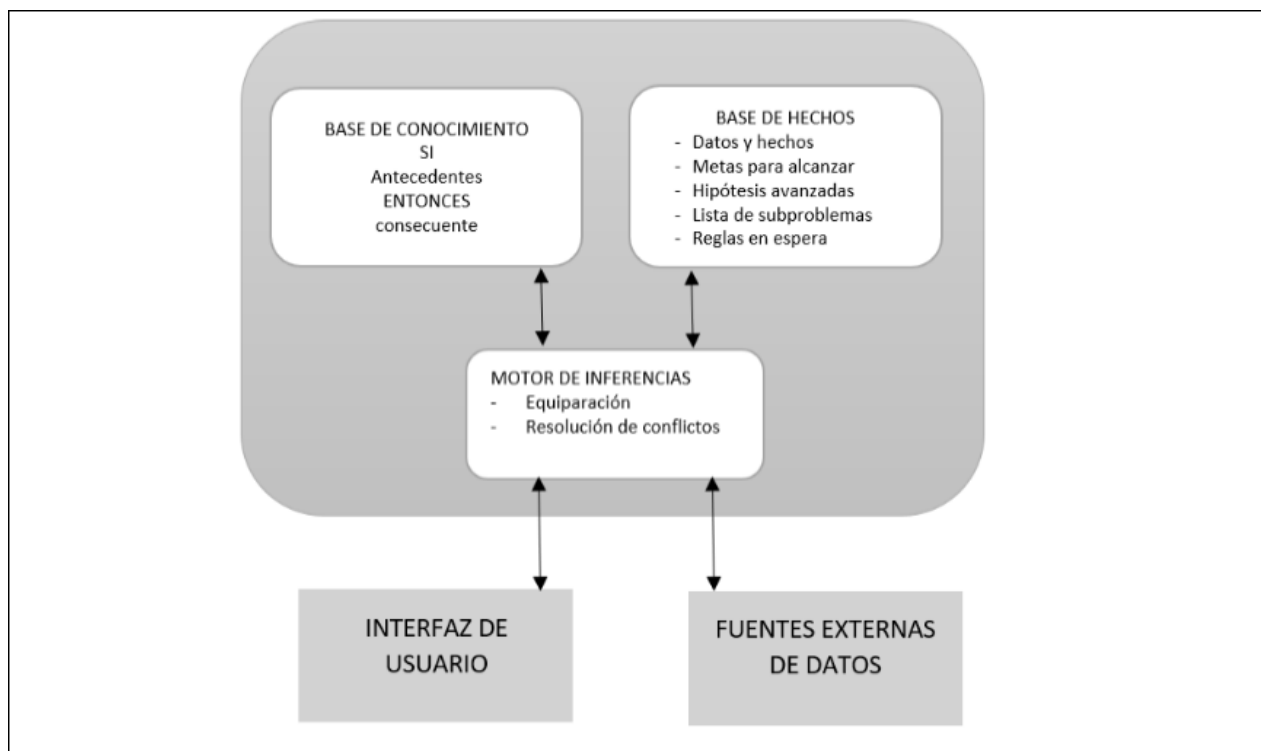 BASE DE CONOCIMIENTO
SI
Antecedentes
ENTONCES
consecuente
BASE DE HECHOS
- Datos y hechos
- Metas para alcanzar
- Hipótesis avanzadas
- Lista de subproblemas
- Reglas en espera
MOTOR DE INFERENCIAS
- Equiparación
- Resolución de conflictos
INTERFAZ DE
USUARIO
FUENTES EXTERNAS
DE DATOS